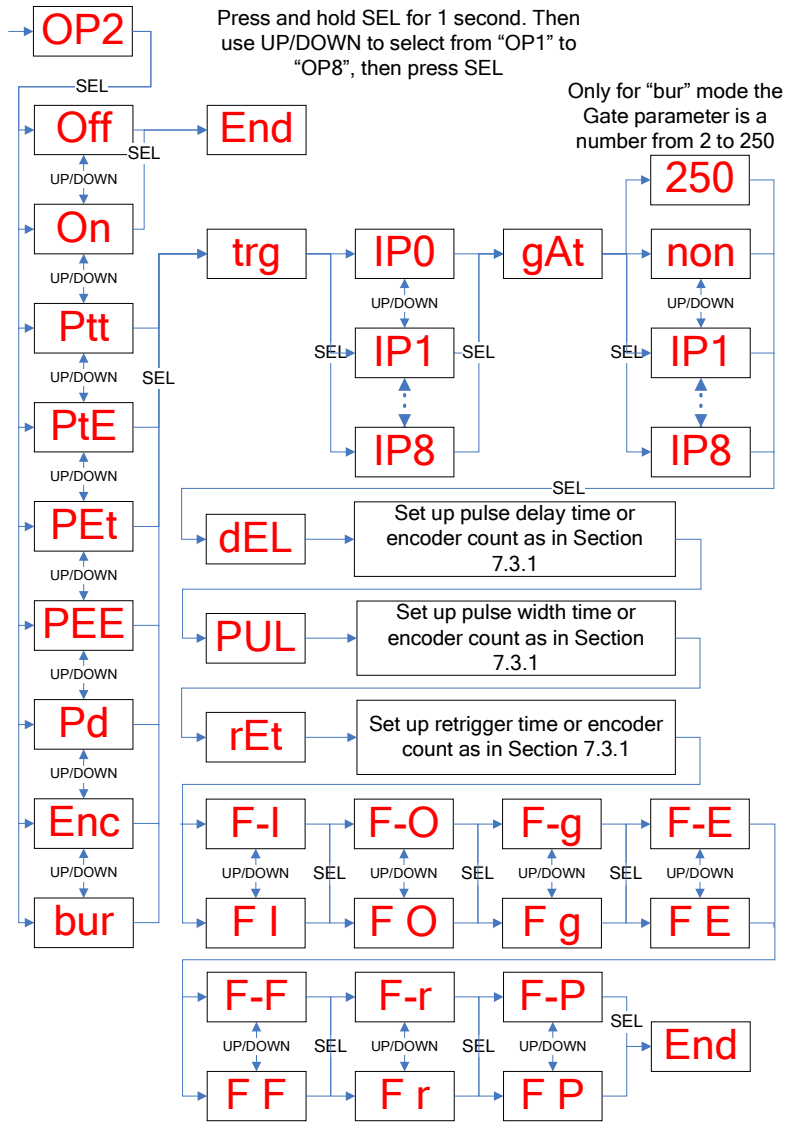 OP2
Press and hold SEL for 1 second. Then
use UP/DOWN to select from “OP1” to
“OP8”, then press SEL
SEL
Only for “bur” mode the
Gate parameter is a
number from 2 to 250
Off
End
SEL
250
UP/DOWN
On
trg
IP0
gAt
non
UP/DOWN
UP/DOWN
UP/DOWN
Ptt
SEL
IP1
SEL
SEL
IP1
UP/DOWN
SEL
PtE
IP8
IP8
UP/DOWN
SEL
PEt
dEL
Set up pulse delay time or
encoder count as in Section
7.3.1
UP/DOWN
PEE
PUL
Set up pulse width time or
encoder count as in Section
7.3.1
UP/DOWN
Pd
rEt
Set up retrigger time or encoder
count as in Section 7.3.1
UP/DOWN
Enc
F-I
F-O
F-g
F-E
UP/DOWN
UP/DOWN
SEL
UP/DOWN
SEL
UP/DOWN
SEL
UP/DOWN
bur
F I
F O
F g
F E
F-F
F-r
F-P
SEL
UP/DOWN
SEL
UP/DOWN
SEL
UP/DOWN
End
F F
F r
F P